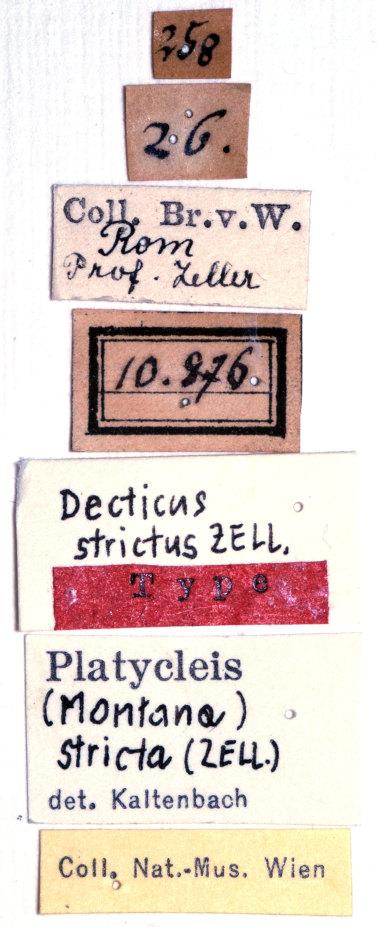 258
26.
Coll. Br.v.W.
Rom
Prof. Zeller
10.876
Decticus
strictus ZELL.
Type
Platycleis
(Montana)
stricta (ZELL.)
det. Kaltenbach
Coll. Nat.-Mus. Wien